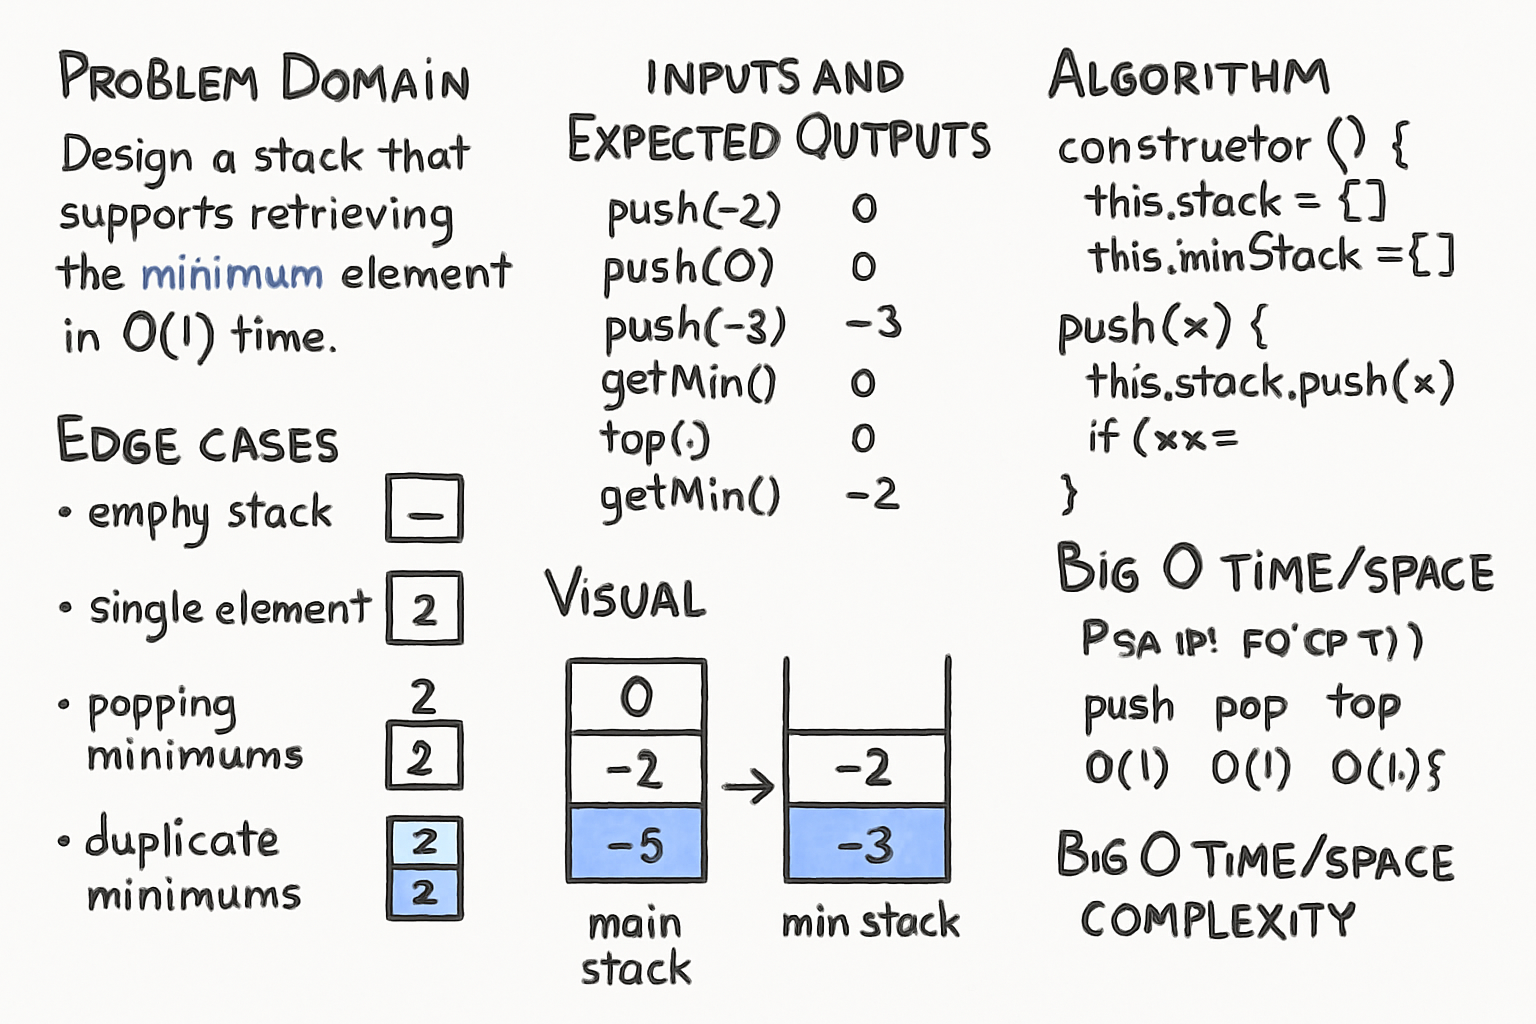 PROBLEM DOMAIN
Design a stack that
supports retrieving
the minimum element
in O(1) time.
EDGE CASES
• emphy stack –
• single element 2
• popping 2
minimums 2
• duplicate 2
minimums 2
INPUTS AND
EXPECTED OUTPUTS
push(-2) 0
push(0) 0
push(-3) -3
getMin() 0
top(.) 0
getMin() -2
VISUAL
0
-2 → -2
-5 -3
main
stack
min stack
ALGORITHM
construetor () {
this.stack = {]
this.minStack ={]
push(x) {
this.stack.push(x)
if (xx=
}
BIG O TIME/SPACE
PSA IP! FO'CP T))
push pop top
O(1) O(1) O(1.){
BIG O TIME/SPACE
COMPLEXITY